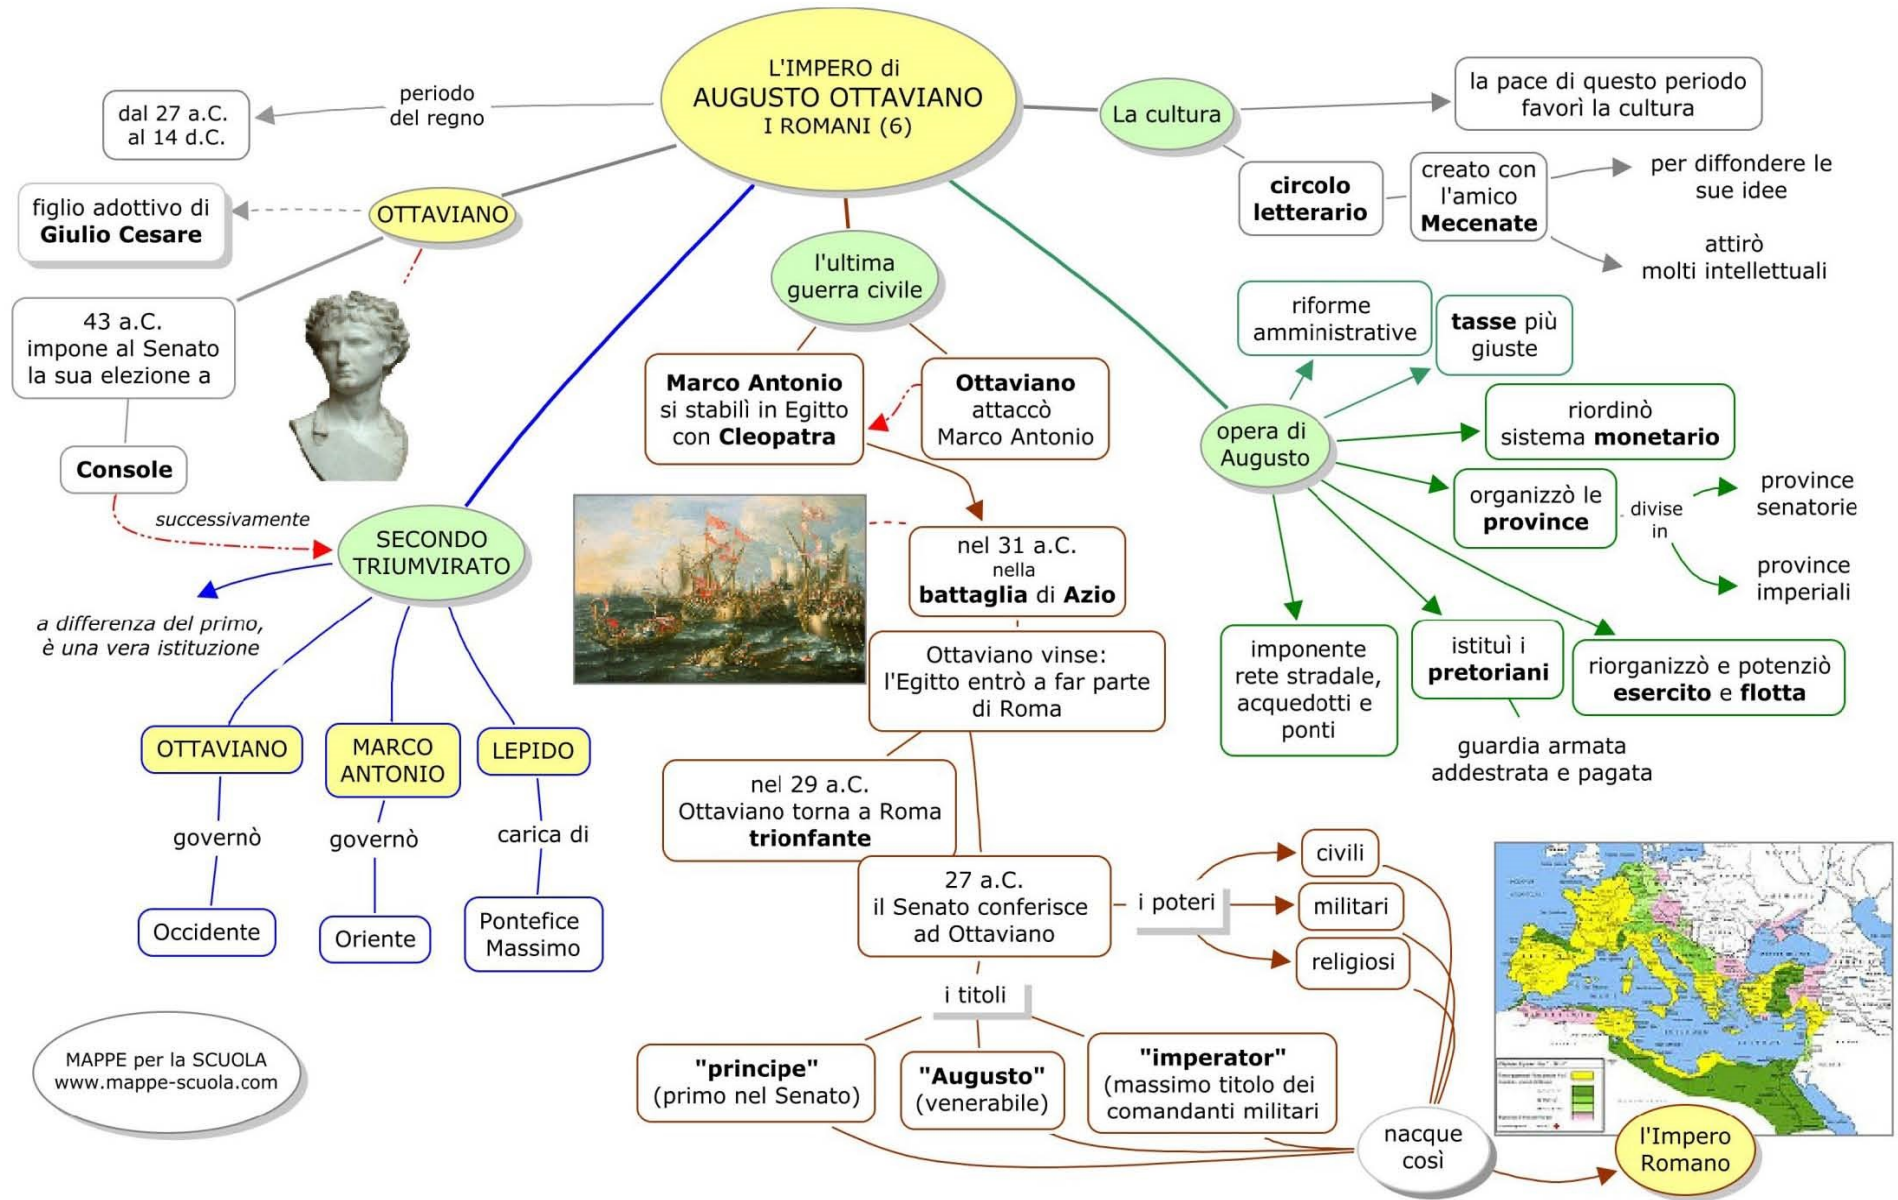 L'IMPERO di
AUGUSTO OTTAVIANO
I ROMANI (6)
periodo
del regno
dal 27 a.C.
al 14 d.C.
OTTAVIANO
figlio adottivo di
Giulio Cesare
43 a.C.
impone al Senato
la sua elezione a
Console
successivamente
SECONDO
TRIUMVIRATO
a differenza del primo,
è una vera istituzione
OTTAVIANO
governò
Occidente
MARCO
ANTONIO
governò
Oriente
LEPIDO
carica di
Pontefice
Massimo
l'ultima
guerra civile
Marco Antonio
si stabilì in Egitto
con Cleopatra
Ottaviano
attaccò
Marco Antonio
nel 31 a.C.
nella
battaglia di Azio
Ottaviano vinse:
l'Egitto entrò a far parte
di Roma
nel 29 a.C.
Ottaviano torna a Roma
trionfante
27 a.C.
il Senato conferisce
ad Ottaviano
i poteri
civili
militari
religiosi
i titoli
"principe"
(primo nel Senato)
"Augusto"
(venerabile)
"imperator"
(massimo titolo dei
comandanti militari
nacque
così
l'Impero
Romano
La cultura
la pace di questo periodo
favorì la cultura
circolo
letterario
creato con
l'amico
Mecenate
per diffondere le
sue idee
attirò
molti intellettuali
opera di
Augusto
riforme
amministrative
tasse più
giuste
riordinò
sistema monetario
organizzò le
province
divise
in
province
senatorie
province
imperiali
riorganizzò e potenziò
esercito e flotta
istituì i
pretoriani
guardia armata
addestrata e pagata
imponente
rete stradale,
acquedotti e
ponti
MAPPE per la SCUOLA
www.mappe-scuola.com